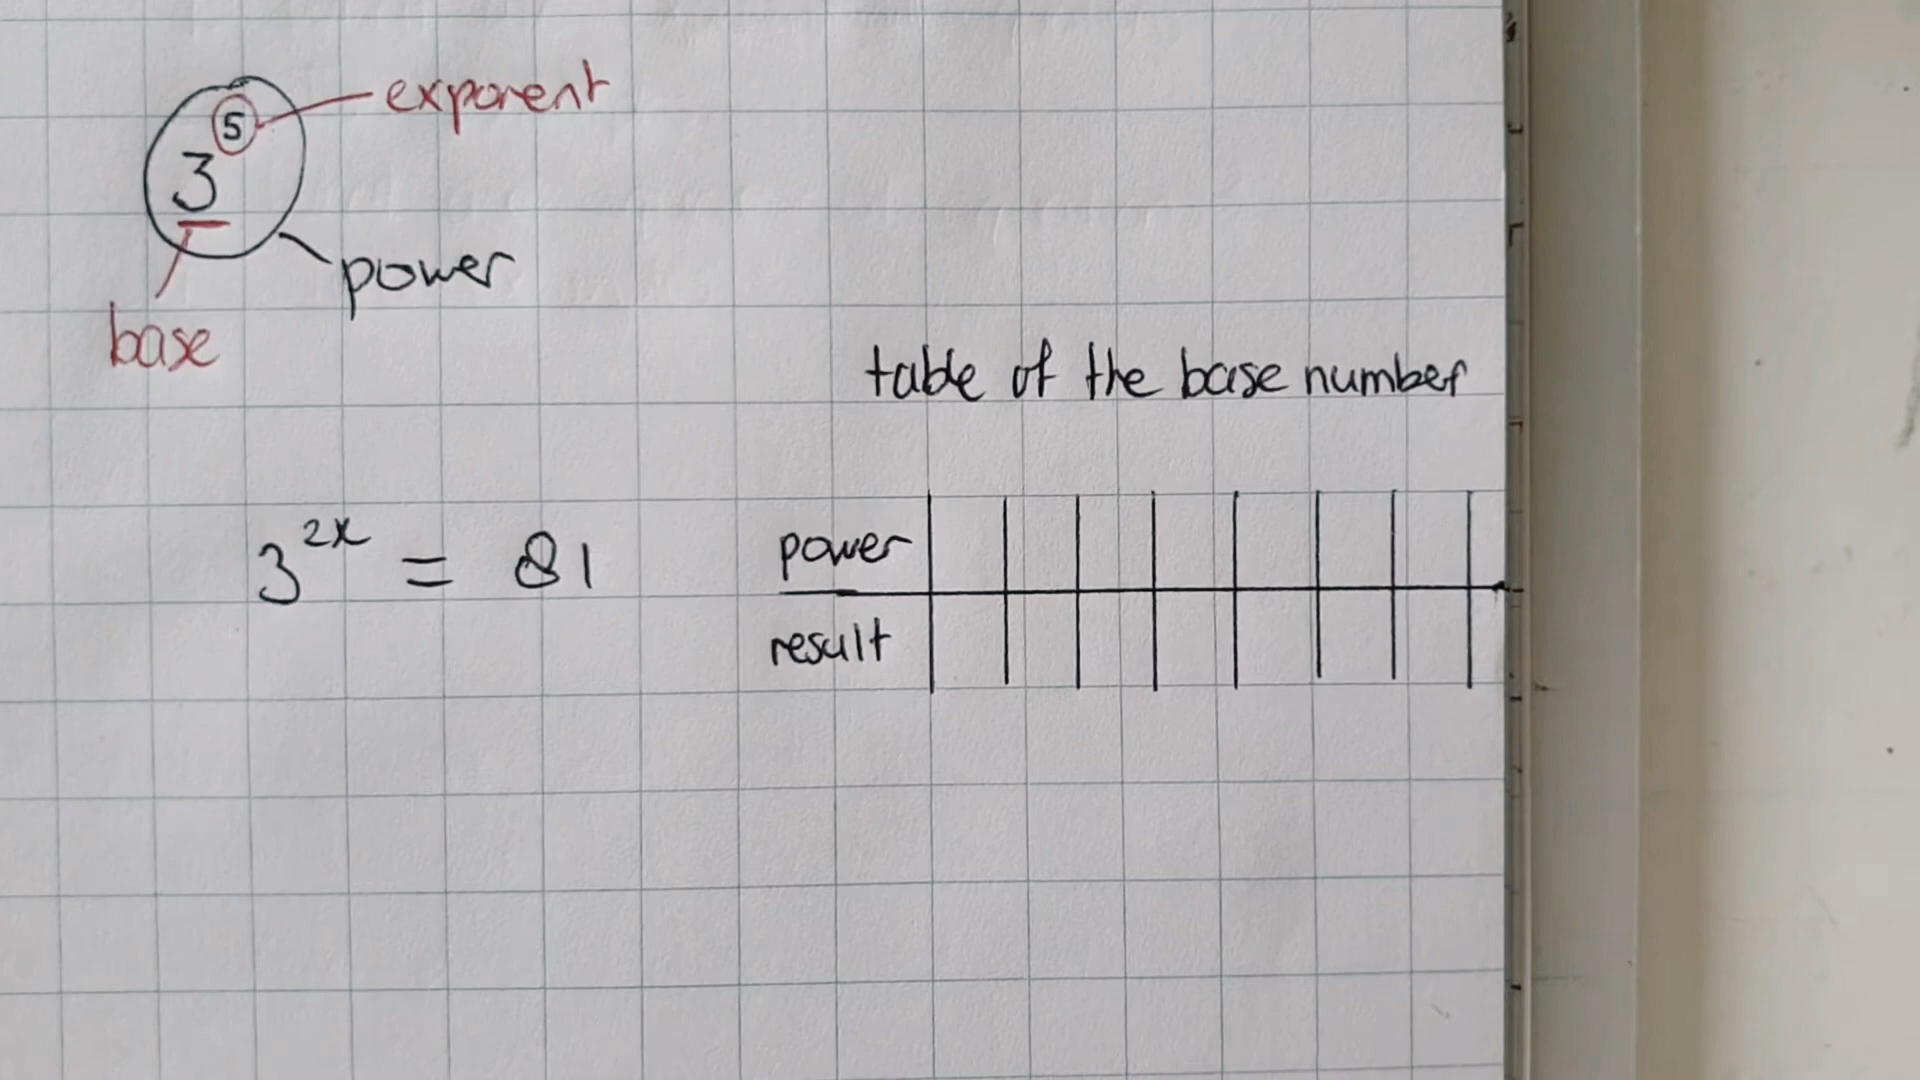 exponent
3^5
power
base
table of the base number
3^{2x} = 81
power
result